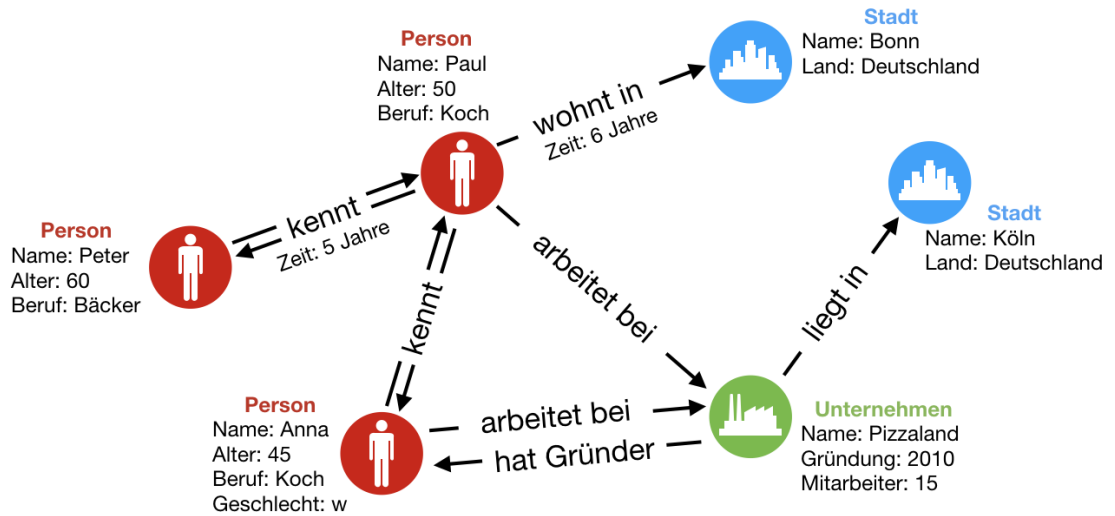 Person
Name: Paul
Alter: 50
Beruf: Koch
Stadt
Name: Bonn
Land: Deutschland
wohnt in
Zeit: 6 Jahre
Person
Name: Peter
Alter: 60
Beruf: Bäcker
kennt
Zeit: 5 Jahre
Stadt
Name: Köln
Land: Deutschland
kennt
arbeitet bei
liegt in
Person
Name: Anna
Alter: 45
Beruf: Koch
Geschlecht: w
arbeitet bei
hat Gründer
Unternehmen
Name: Pizzaland
Gründung: 2010
Mitarbeiter: 15